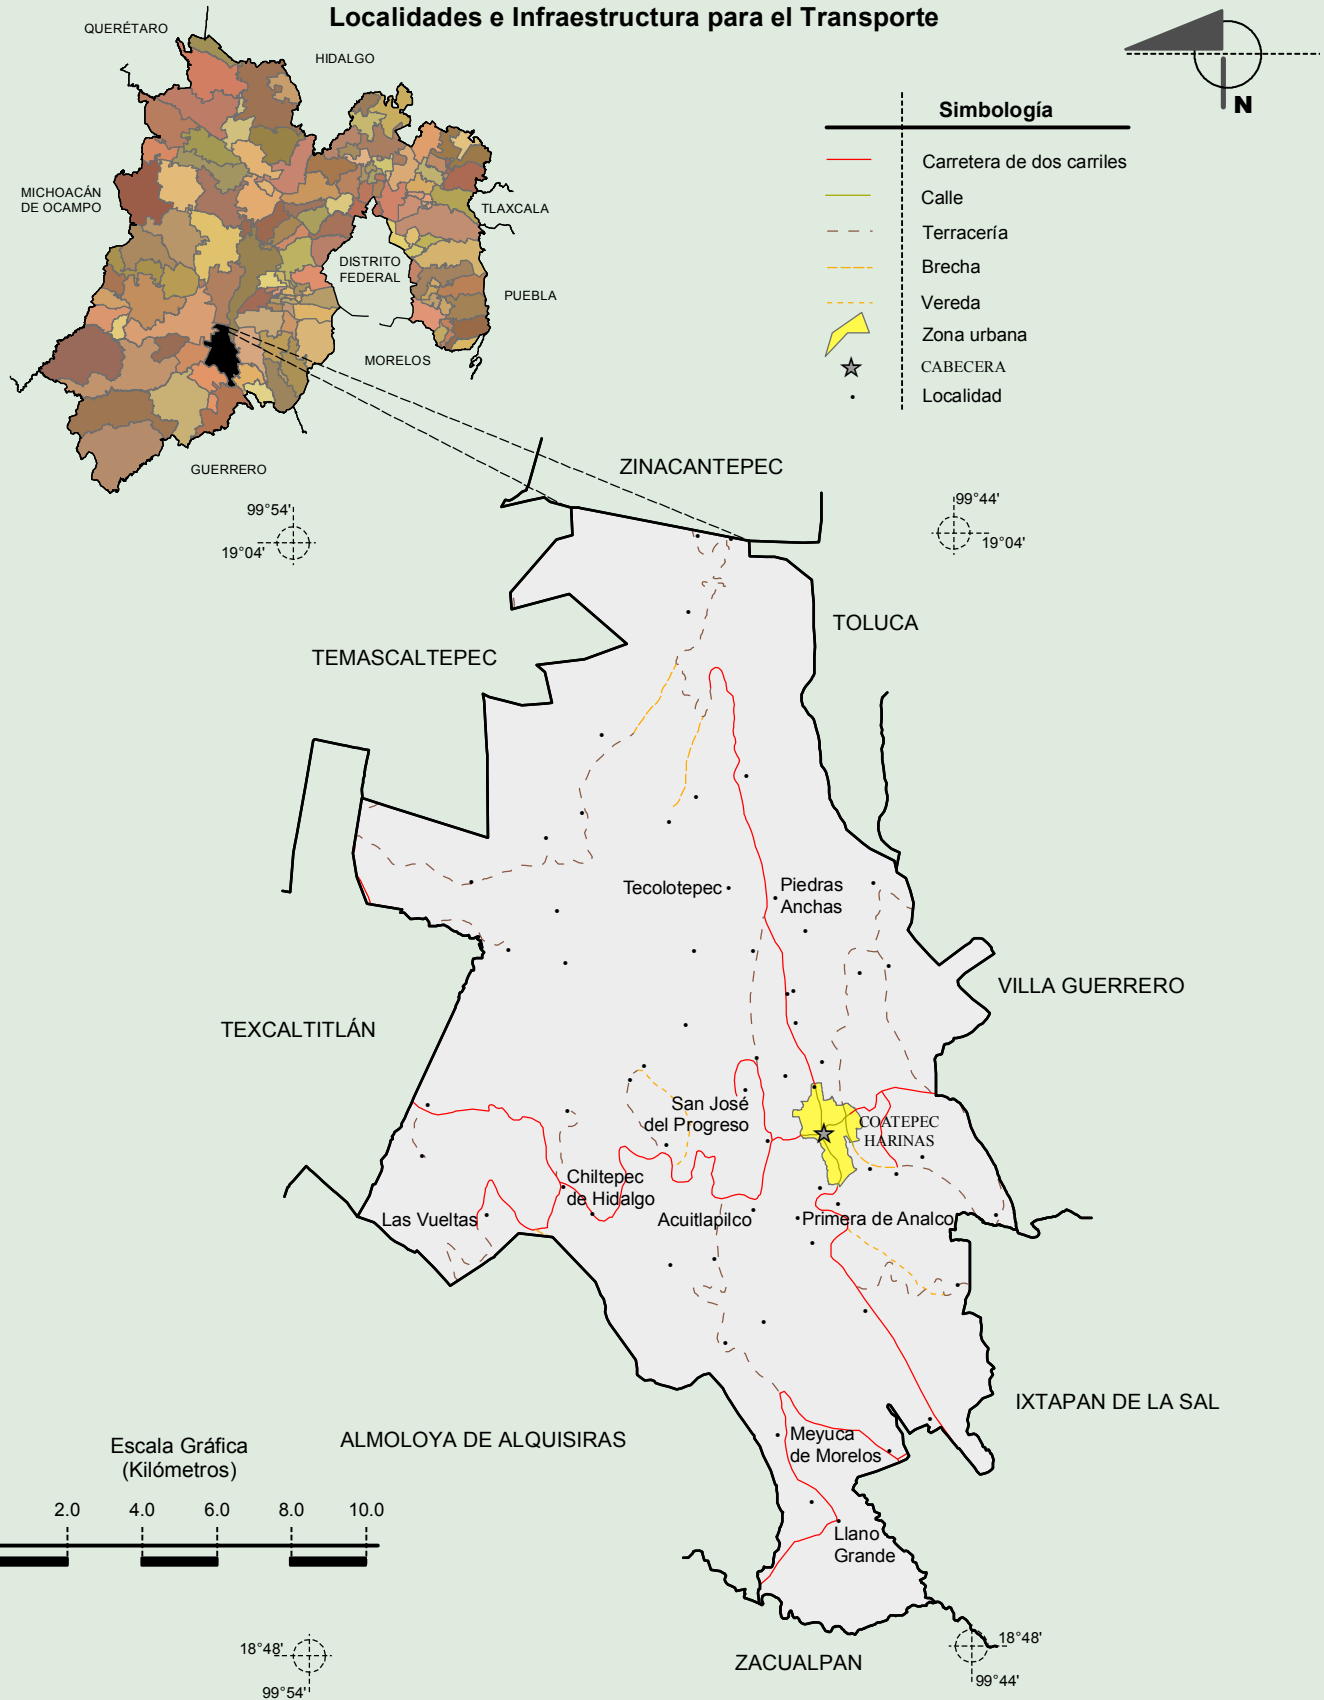 Localidades e Infraestructura para el Transporte
QUERÉTARO
HIDALGO
MICHOACÁN
DE OCAMPO
TLAXCALA
DISTRITO
FEDERAL
PUEBLA
MORELOS
GUERRERO
N
Simbología
Carretera de dos carriles
Calle
Terracería
Brecha
Vereda
Zona urbana
CABECERA
Localidad
ZINACANTEPEC
99°54'
19°04'
99°44'
19°04'
TOLUCA
TEMASCALTEPEC
Tecolotepec
Piedras
Anchas
VILLA GUERRERO
TEXCALTITLÁN
San José
del Progreso
COATEPEC
HARINAS
Chiltepec
de Hidalgo
Las Vueltas
Acuitlapilco
Primera de Analco
IXTAPAN DE LA SAL
ALMOLOYA DE ALQUISIRAS
Meyuca
de Morelos
Llano
Grande
Escala Gráfica
(Kilómetros)
2.0 4.0 6.0 8.0 10.0
18°48'
99°54'
ZACUALPAN
18°48'
99°44'